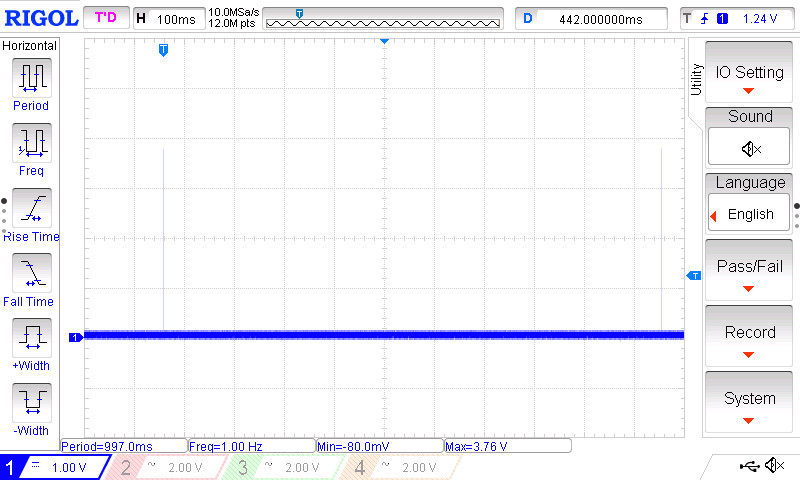 RIGOL T'D H 100ms 10.0MSa/s 12.0M pts T D 442.000000ms T 1 1.24 V
Horizontal
Period
Freq
Rise Time
Fall Time
+Width
-Width
T
T
1
Utility
IO Setting
Sound
Language
English
Pass/Fail
Record
System
Period=997.0ms Freq=1.00 Hz Min=-80.0mV Max=3.76 V
1 1.00 V 2 ~ 2.00 V 3 ~ 2.00 V 4 ~ 2.00 V